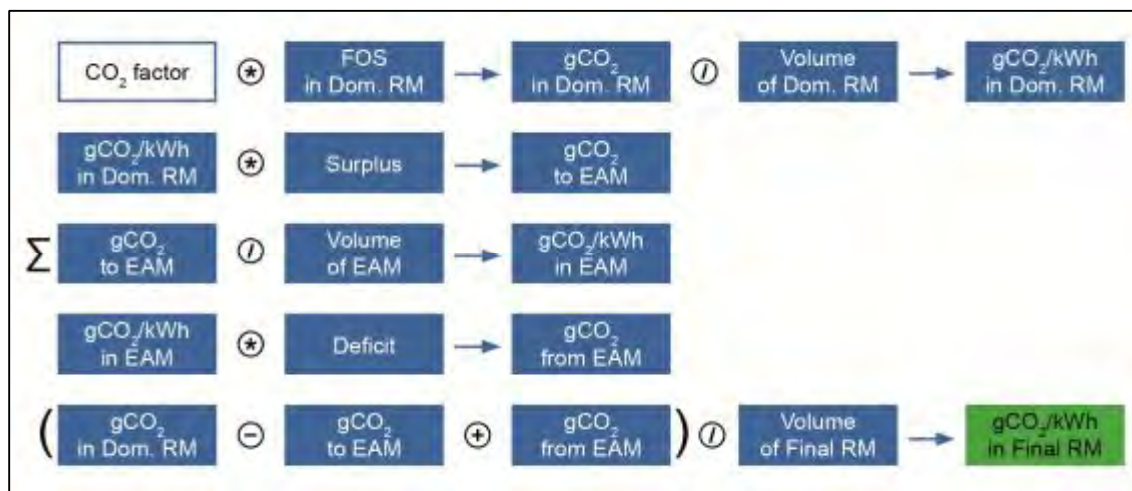 CO₂ factor * FOS in Dom. RM → gCO₂ in Dom. RM / Volume of Dom. RM → gCO₂/kWh in Dom. RM
gCO₂/kWh in Dom. RM * Surplus → gCO₂ to EAM
Σ gCO₂ to EAM / Volume of EAM → gCO₂/kWh in EAM
gCO₂/kWh in EAM * Deficit → gCO₂ from EAM
( gCO₂ in Dom. RM − gCO₂ to EAM + gCO₂ from EAM ) / Volume of Final RM → gCO₂/kWh in Final RM